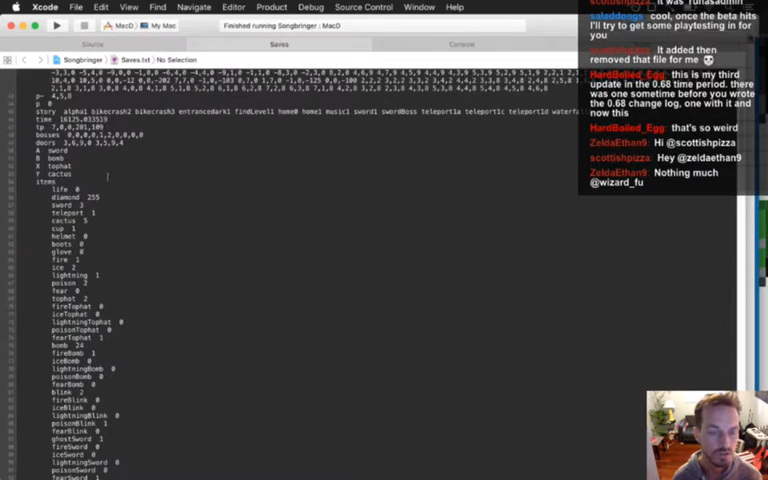 Xcode File Edit View Find Navigate Editor Product Debug Source Control Window Help
MacD My Mac
Finished running Songbringer : MacD
Source Saves Console
Songbringer Saves.txt No Selection
p- 4,5,8
p 0
story alpha1 bikecrash2 bikecrash3 entrancedark1 findLevel1 home0 home1 music1 sword1 swordBoss teleport1a teleport1c teleport1d
time 16125.033519
tp 7,0,0,201,109
bosses 0,0,0,0,1,2,0,0,0,0
doors 3,6,9,0 3,5,9,4
A sword
B bomb
X tophat
Y cactus
items
life 0
diamond 255
sword 3
teleport 1
cactus 5
cup 1
helmet 0
boots 0
glove 0
fire 1
ice 2
lightning 1
poison 2
fear 0
tophat 2
fireTophat 0
iceTophat 0
lightningTophat 0
poisonTophat 0
fearTophat 1
bomb 24
fireBomb 1
iceBomb 0
lightningBomb 0
poisonBomb 0
fearBomb 0
blink 2
fireBlink 0
iceBlink 0
lightningBlink 0
poisonBlink 1
fearBlink 0
ghostSword 1
fireSword 0
iceSword 0
lightningSword 0
poisonSword 0
fearSword 1
saladdongs cool, once the beta hits
I'll try to get some playtesting in for
you
scottishpizza It added then
removed that file for me
HardBoiled_Egg this is my third
update in the 0.68 time period. there
was one sometime before you wrote
the 0.68 change log, one with it and
now this
HardBoiled_Egg that's so weird
ZeldaEthan9 Hi @scottishpizza
scottishpizza Hey @zeldaethan9
ZeldaEthan9 Nothing much
@wizard_fu